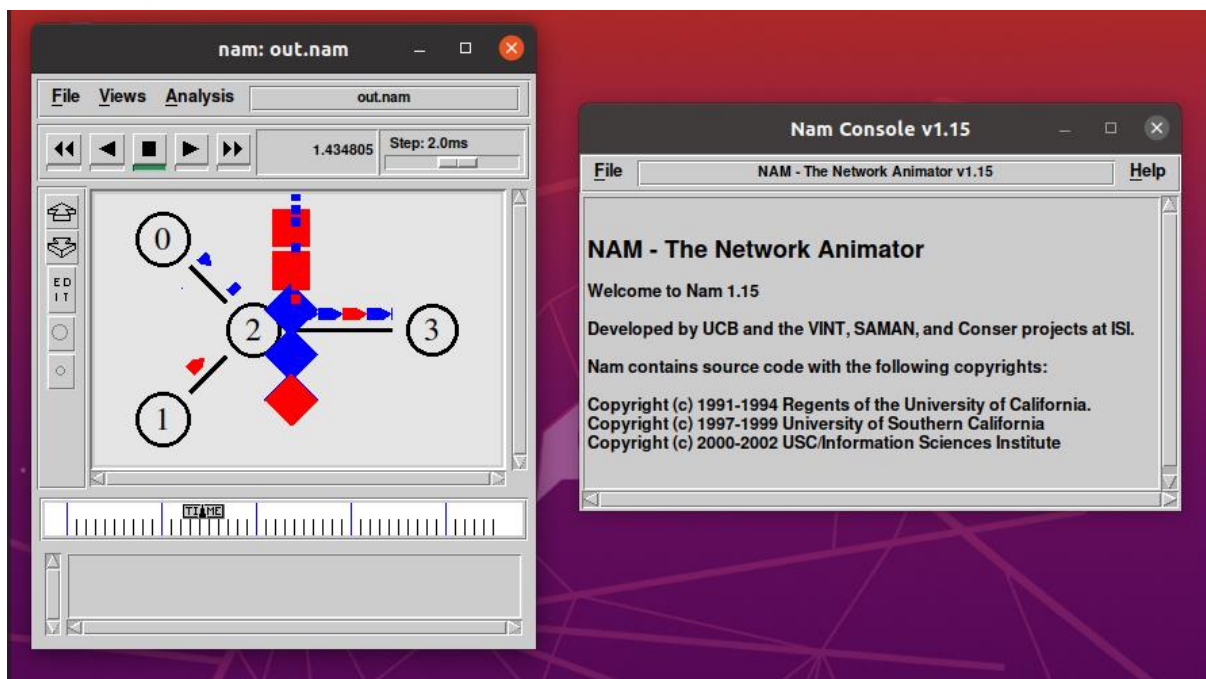 nam: out.nam
File Views Analysis out.nam
1.434805 Step: 2.0ms
ED
IT
0
2
3
1
TIME
Nam Console v1.15
File NAM - The Network Animator v1.15 Help
NAM - The Network Animator
Welcome to Nam 1.15
Developed by UCB and the VINT, SAMAN, and Conser projects at ISI.
Nam contains source code with the following copyrights:
Copyright (c) 1991-1994 Regents of the University of California.
Copyright (c) 1997-1999 University of Southern California
Copyright (c) 2000-2002 USC/Information Sciences Institute